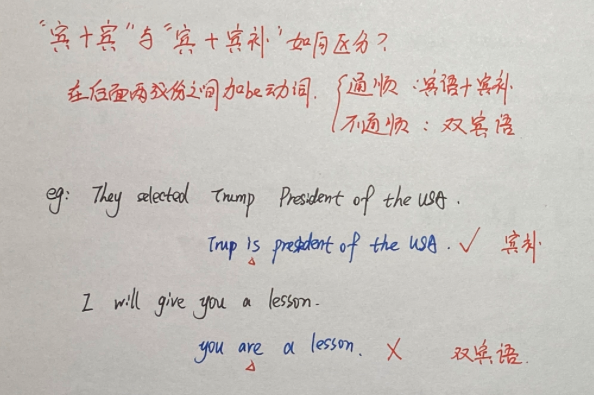 "宾+宾"与"宾+宾补"如何区分?
在后面两成份之间加be动词. { 通顺:宾语+宾补
不通顺:双宾语
eg: They selected Trump President of the USA.
Trup is president of the USA. ✓ 宾补
I will give you a lesson.
you are a lesson. X 双宾语.